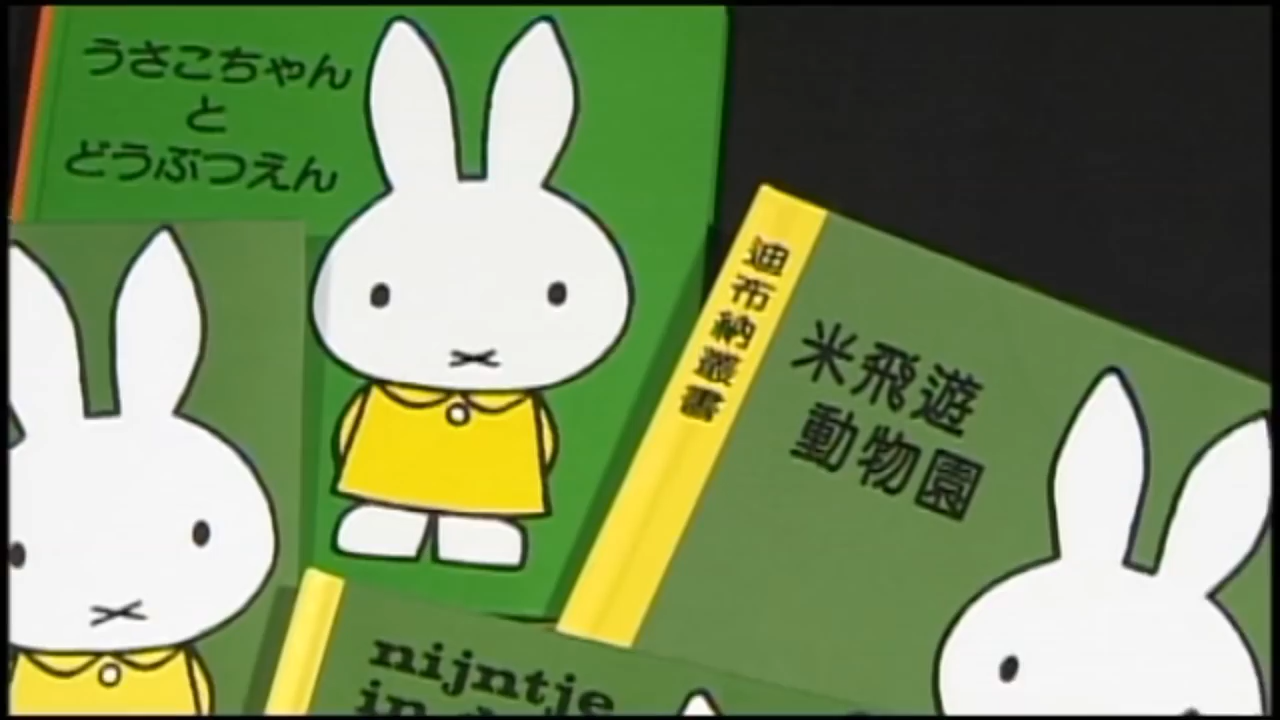 うさこちゃん
と
どうぶつえん
迪布納叢書
米飛遊
動物園
nijntje
in d